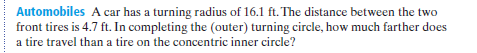 Automobiles A car has a turning radius of 16.1 ft. The distance between the two
front tires is 4.7 ft. In completing the (outer) turning circle, how much farther does
a tire travel than a tire on the concentric inner circle?